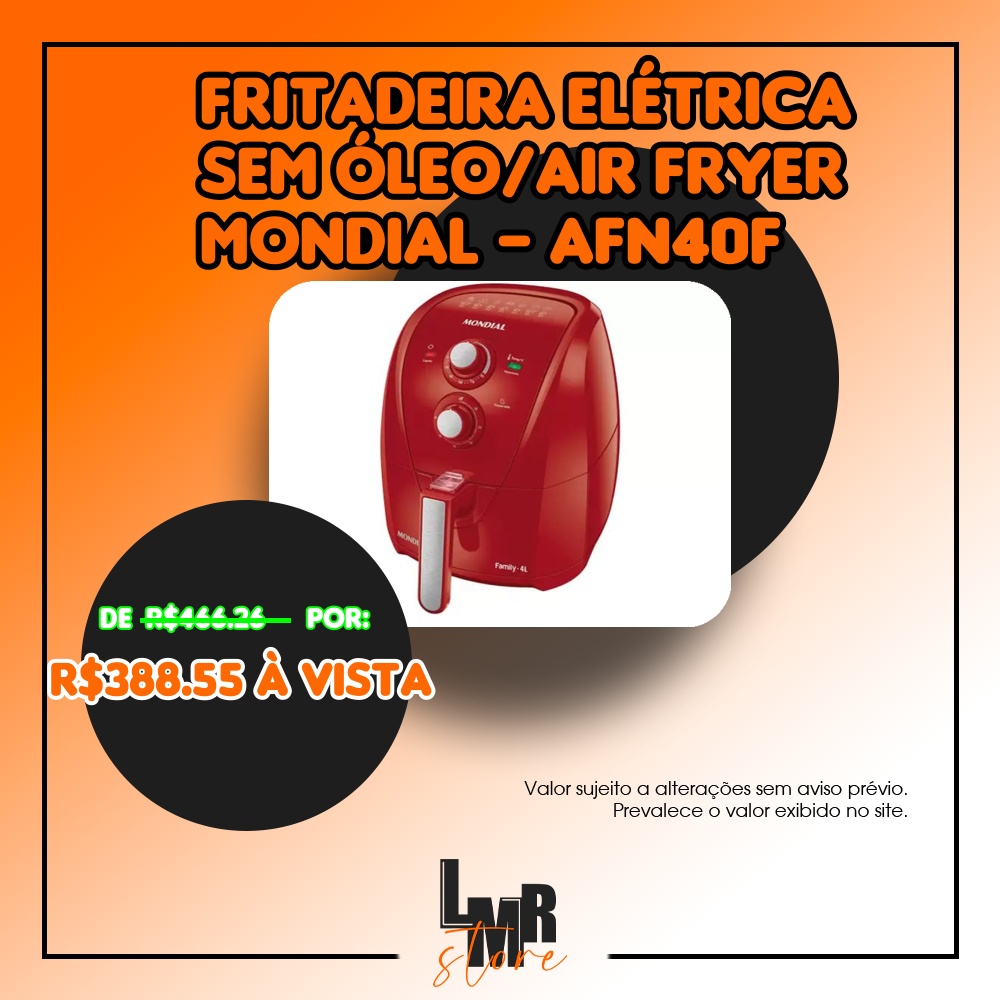 FRITADEIRA ELÉTRICA
SEM ÓLEO/AIR FRYER
MONDIAL - AFN40F
MONDIAL
Family - 4L
DE R$466.26 POR:
R$388.55 À VISTA
Valor sujeito a alterações sem aviso prévio.
Prevalece o valor exibido no site.
LMR
store